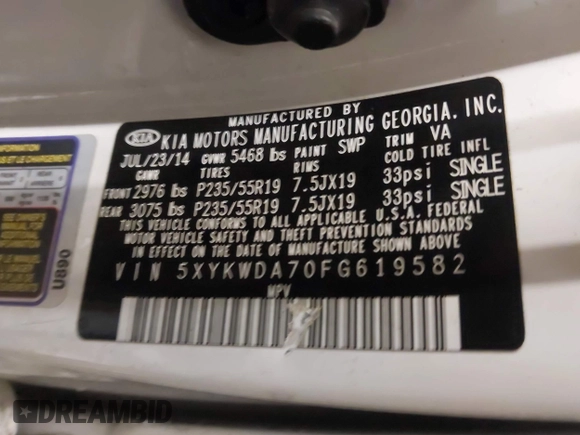 MANUFACTURED BY
KIA KIA MOTORS MANUFACTURING GEORGIA, INC.
JUL/23/14 GVWR 5468 lbs PAINT SWP TRIM VA
GAWR TIRES RIMS COLD TIRE INFL
FRONT 2976 lbs P235/55R19 7.5JX19 33psi SINGLE
REAR 3075 lbs P235/55R19 7.5JX19 33psi SINGLE
THIS VEHICLE CONFORMS TO ALL APPLICABLE U.S.A. FEDERAL
MOTOR VEHICLE SAFETY AND THEFT PREVENTION STANDARDS
IN EFFECT ON THE DATE OF MANUFACTURE SHOWN ABOVE.
VIN 5XYKWDA70FG619582
MPV
INFORMATION
U890
DREAMBID